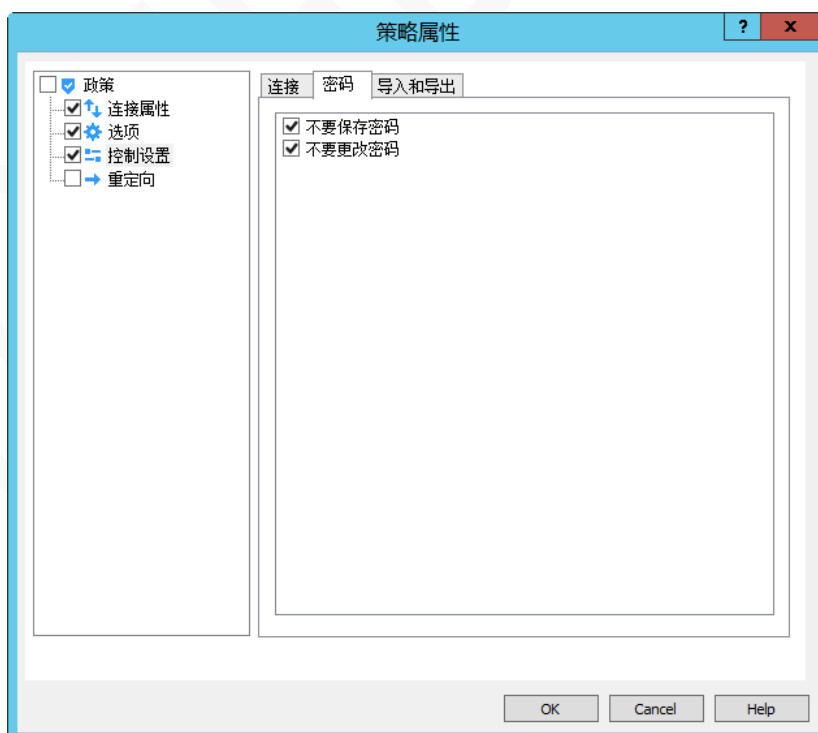 策略属性
?
x
政策
连接属性
选项
控制设置
重定向
连接 密码 导入和导出
不要保存密码
不要更改密码
OK Cancel Help